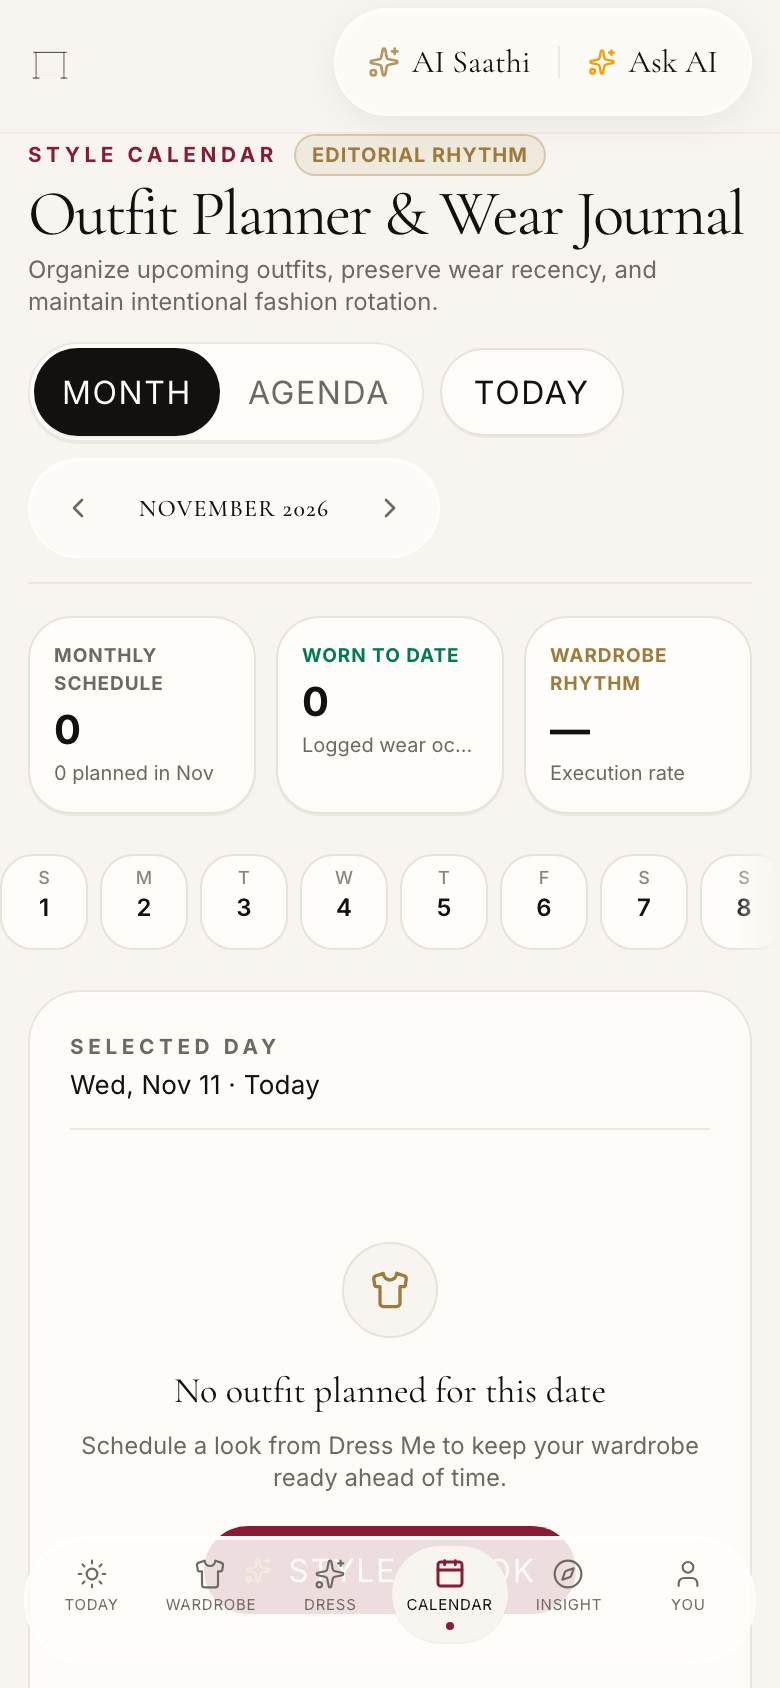 AI Saathi
Ask AI
STYLE CALENDAR
EDITORIAL RHYTHM
Outfit Planner & Wear Journal
Organize upcoming outfits, preserve wear recency, and
maintain intentional fashion rotation.
MONTH
AGENDA
TODAY
NOVEMBER 2026
MONTHLY
SCHEDULE
0
0 planned in Nov
WORN TO DATE
0
Logged wear oc...
WARDROBE
RHYTHM
—
Execution rate
S M T W T F S S
1 2 3 4 5 6 7 8
SELECTED DAY
Wed, Nov 11 · Today
No outfit planned for this date
Schedule a look from Dress Me to keep your wardrobe
ready ahead of time.
TODAY
WARDROBE
DRESS
CALENDAR
INSIGHT
YOU